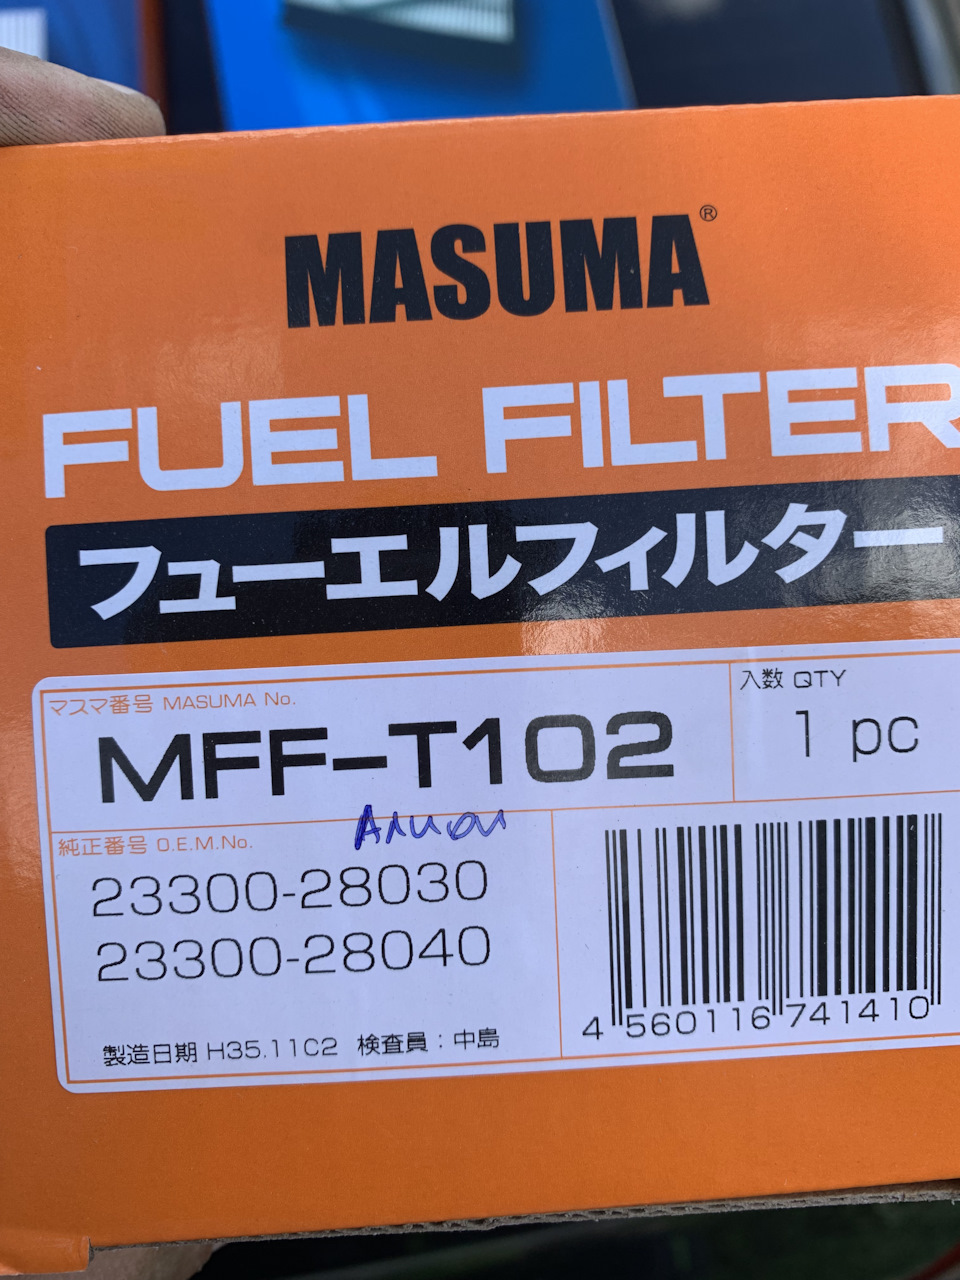 MASUMA®
FUEL FILTER
フューエルフィルター
マスマ番号 MASUMA No.
MFF-T102
入数 QTY
1 pc
純正番号 O.E.M.No.
23300-28030
23300-28040
製造日期 H35.11C2 検査員：中島
4 560116 741410